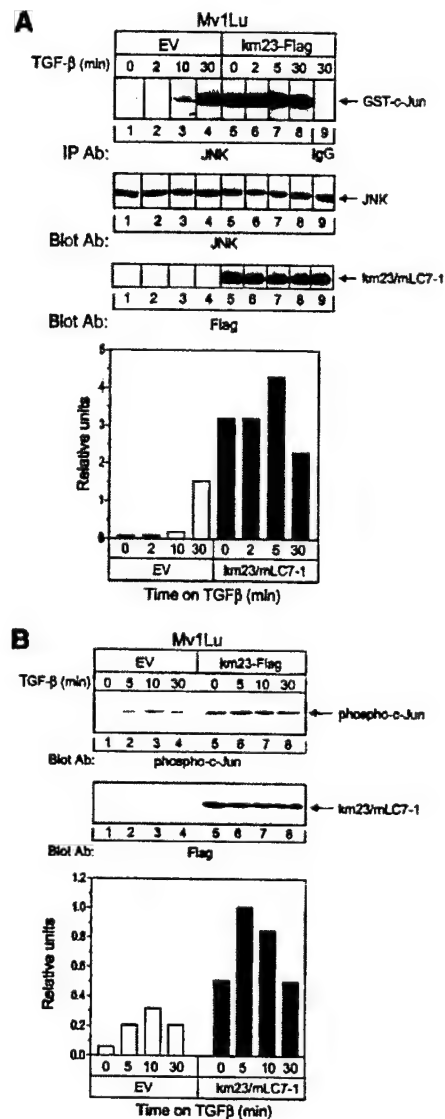 A
Mv1Lu
EV km23-Flag
TGF-β (min) 0 2 10 30 0 2 5 30 30
GST-c-Jun
1 2 3 4 5 6 7 8 9
IP Ab: JNK IgG
JNK
1 2 3 4 5 6 7 8 9
Blot Ab: JNK
km23/mLC7-1
1 2 3 4 5 6 7 8 9
Blot Ab: Flag
5
4
3
2
1
0
Relative units
0 2 10 30 0 2 5 30
EV km23/mLC7-1
Time on TGFβ (min)
B
Mv1Lu
EV km23-Flag
TGF-β (min) 0 5 10 30 0 5 10 30
phospho-c-Jun
1 2 3 4 5 6 7 8
Blot Ab: phospho-c-Jun
km23/mLC7-1
1 2 3 4 5 6 7 8
Blot Ab: Flag
1.2
1.0
0.8
0.6
0.4
0.2
0.0
Relative units
0 5 10 30 0 5 10 30
EV km23/mLC7-1
Time on TGFβ (min)